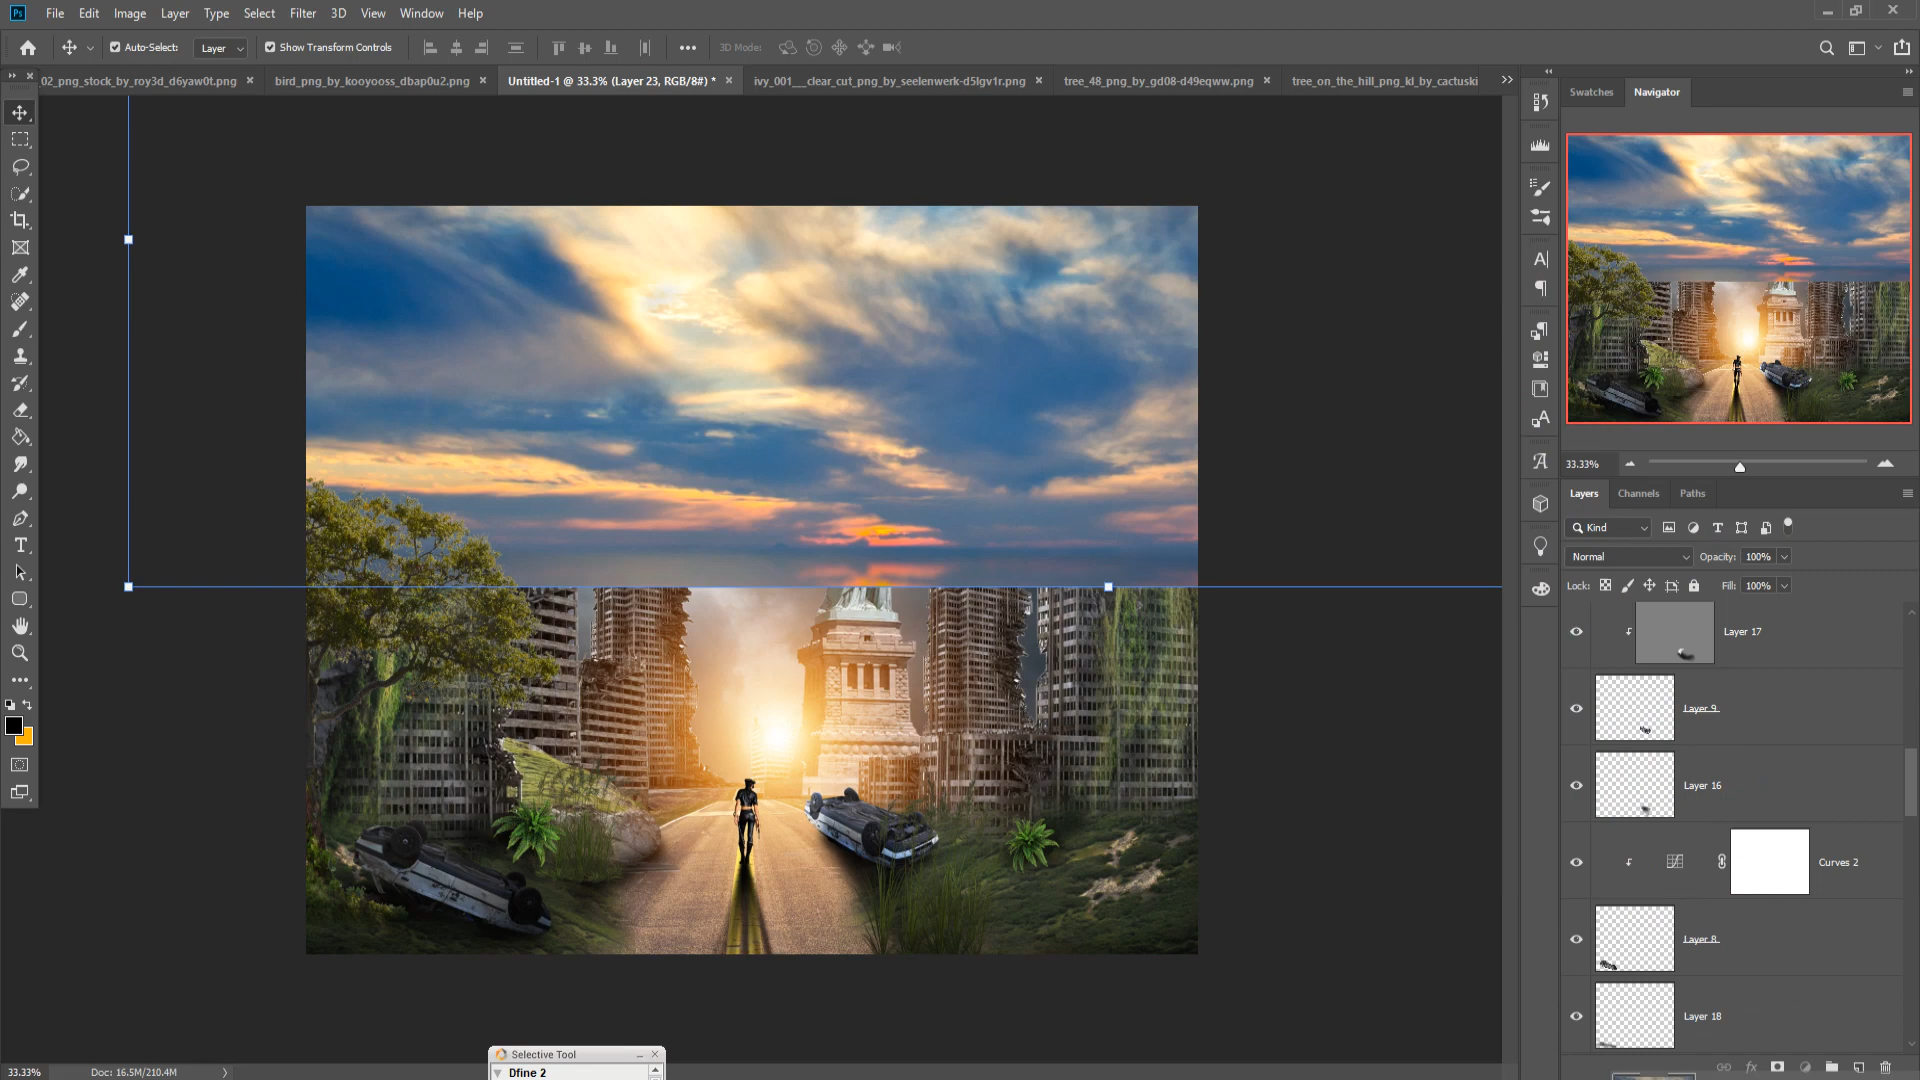 Ps File Edit Image Layer Type Select Filter 3D View Window Help
Auto-Select: Layer Show Transform Controls 3D Mode:
02_png_stock_by_roy3d_d6yaw0t.png bird_png_by_kooyooss_dbap0u2.png Untitled-1 @ 33.3% (Layer 23, RGB/8#) * ivy_001___clear_cut_png_by_seelenwerk-d5lgv1r.png tree_48_png_by_gd08-d49eqww.png tree_on_the_hill_png_kl_by_cactuski
Swatches Navigator
33.33%
Layers Channels Paths
Kind
Normal Opacity: 100%
Lock: Fill: 100%
Layer 17
Layer 9
Layer 16
Curves 2
Layer 8
Layer 18
Selective Tool
Dfine 2
33.33% Doc: 16.5M/210.4M